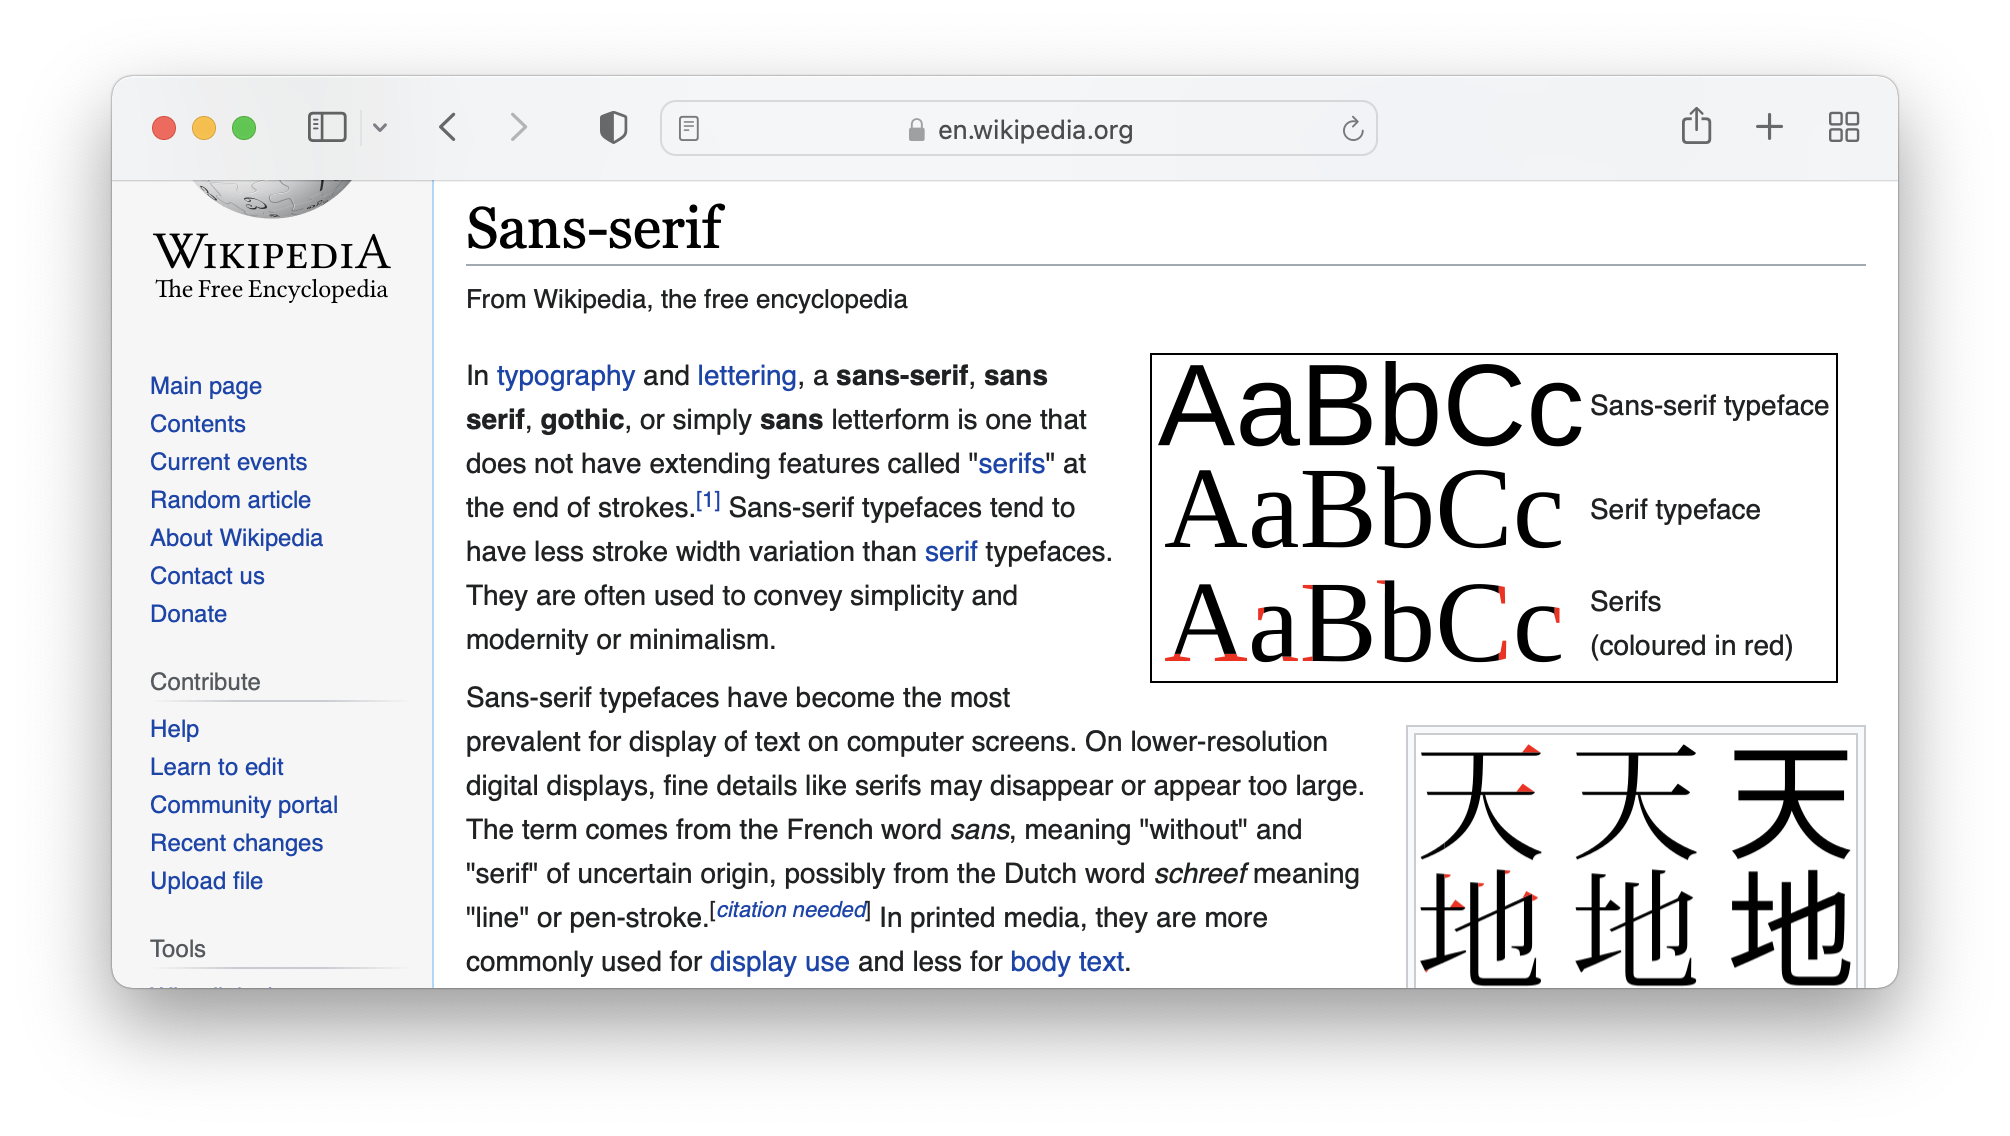 en.wikipedia.org
WIKIPEDIA
The Free Encyclopedia
Main page
Contents
Current events
Random article
About Wikipedia
Contact us
Donate
Contribute
Help
Learn to edit
Community portal
Recent changes
Upload file
Tools
Sans-serif
From Wikipedia, the free encyclopedia
In typography and lettering, a sans-serif, sans
serif, gothic, or simply sans letterform is one that
does not have extending features called "serifs" at
the end of strokes.[1] Sans-serif typefaces tend to
have less stroke width variation than serif typefaces.
They are often used to convey simplicity and
modernity or minimalism.
Sans-serif typefaces have become the most
prevalent for display of text on computer screens. On lower-resolution
digital displays, fine details like serifs may disappear or appear too large.
The term comes from the French word sans, meaning "without" and
"serif" of uncertain origin, possibly from the Dutch word schreef meaning
"line" or pen-stroke.[citation needed] In printed media, they are more
commonly used for display use and less for body text.
AaBbCc Sans-serif typeface
AaBbCc Serif typeface
AaBbCc Serifs
(coloured in red)
天 天 天
地 地 地